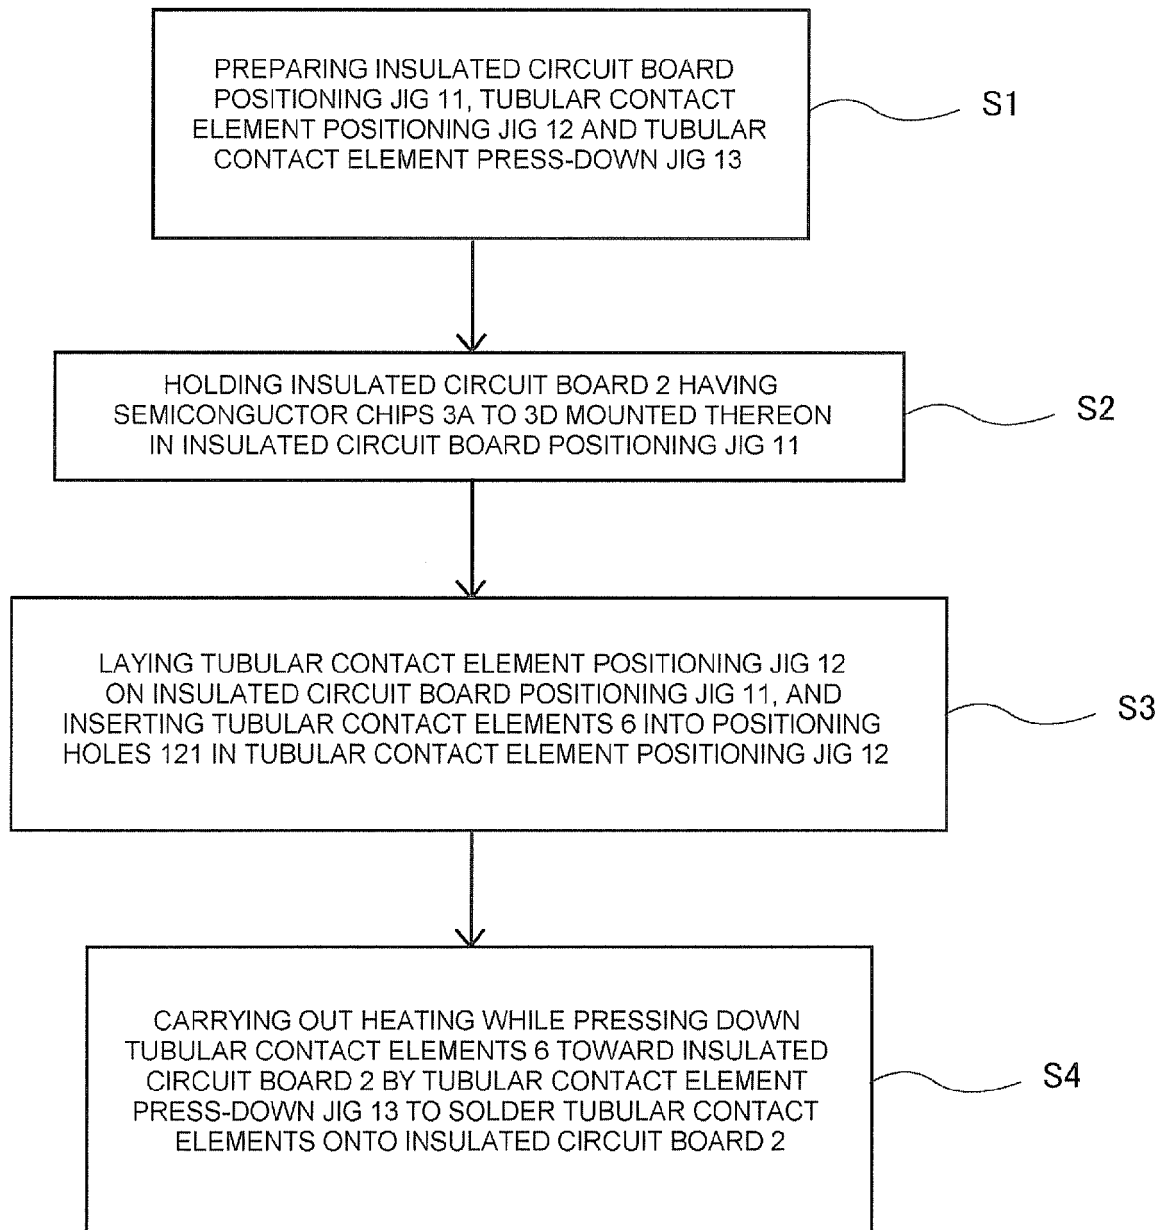 PREPARING INSULATED CIRCUIT BOARD
POSITIONING JIG 11, TUBULAR CONTACT
ELEMENT POSITIONING JIG 12 AND TUBULAR
CONTACT ELEMENT PRESS-DOWN JIG 13
S1
HOLDING INSULATED CIRCUIT BOARD 2 HAVING
SEMICONGUCTOR CHIPS 3A TO 3D MOUNTED THEREON
IN INSULATED CIRCUIT BOARD POSITIONING JIG 11
S2
LAYING TUBULAR CONTACT ELEMENT POSITIONING JIG 12
ON INSULATED CIRCUIT BOARD POSITIONING JIG 11, AND
INSERTING TUBULAR CONTACT ELEMENTS 6 INTO POSITIONING
HOLES 121 IN TUBULAR CONTACT ELEMENT POSITIONING JIG 12
S3
CARRYING OUT HEATING WHILE PRESSING DOWN
TUBULAR CONTACT ELEMENTS 6 TOWARD INSULATED
CIRCUIT BOARD 2 BY TUBULAR CONTACT ELEMENT
PRESS-DOWN JIG 13 TO SOLDER TUBULAR CONTACT
ELEMENTS ONTO INSULATED CIRCUIT BOARD 2
S4